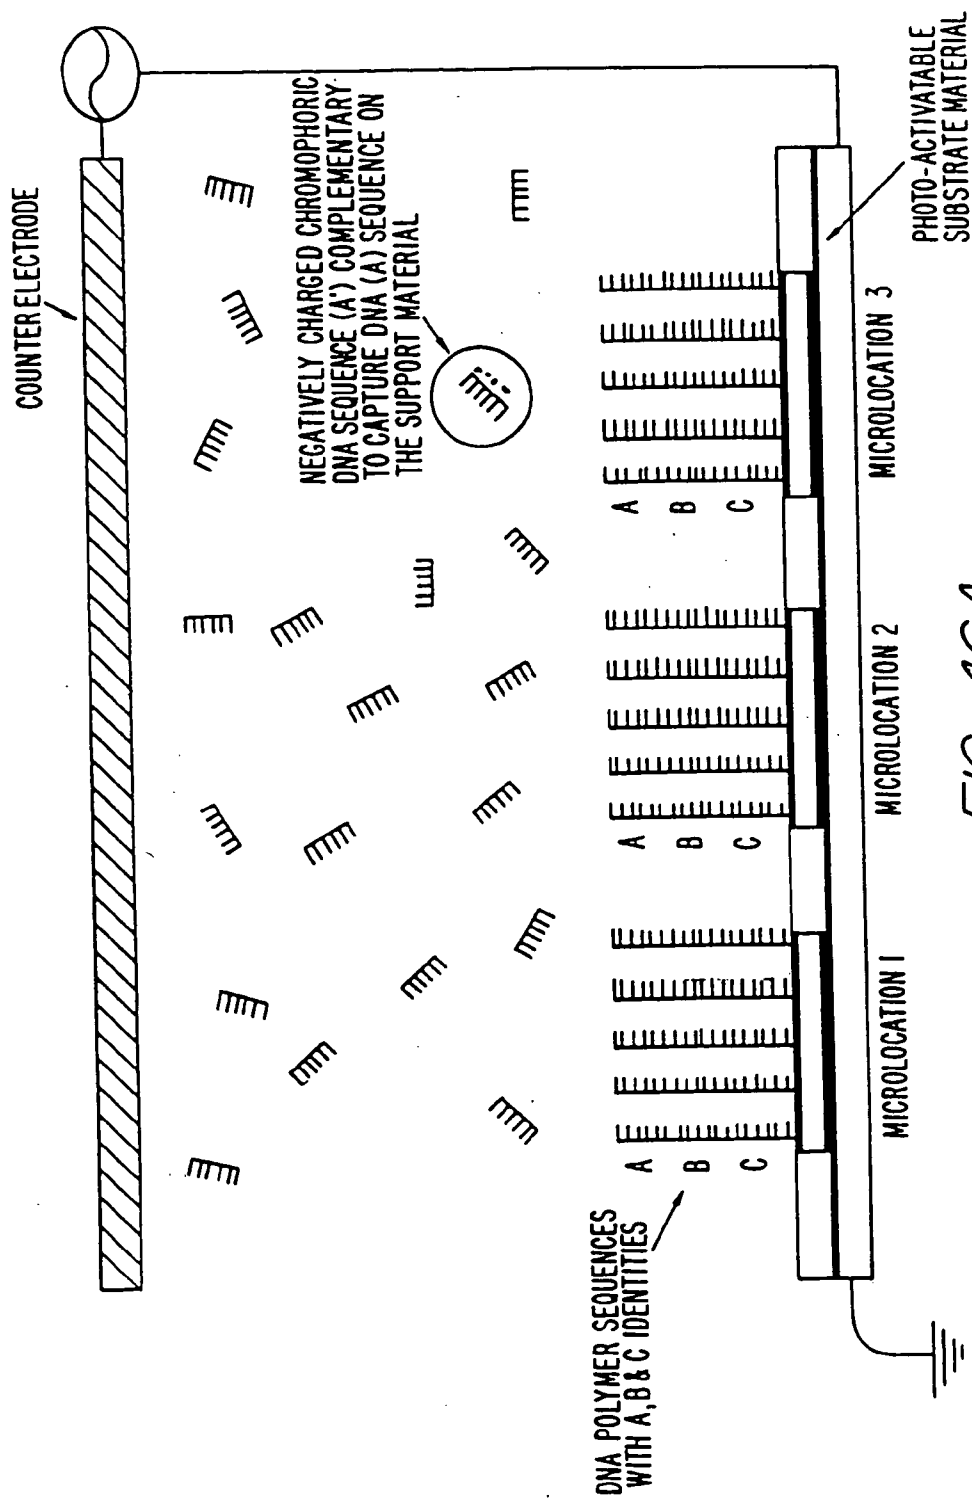 COUNTER ELECTRODE
NEGATIVELY CHARGED CHROMOPHORIC
DNA SEQUENCE (A') COMPLEMENTARY
TO CAPTURE DNA (A) SEQUENCE ON
THE SUPPORT MATERIAL
DNA POLYMER SEQUENCES
WITH A,B & C IDENTITIES
A
B
C
A
B
C
A
B
C
MICROLOCATION 1
MICROLOCATION 2
MICROLOCATION 3
PHOTO-ACTIVATABLE
SUBSTRATE MATERIAL